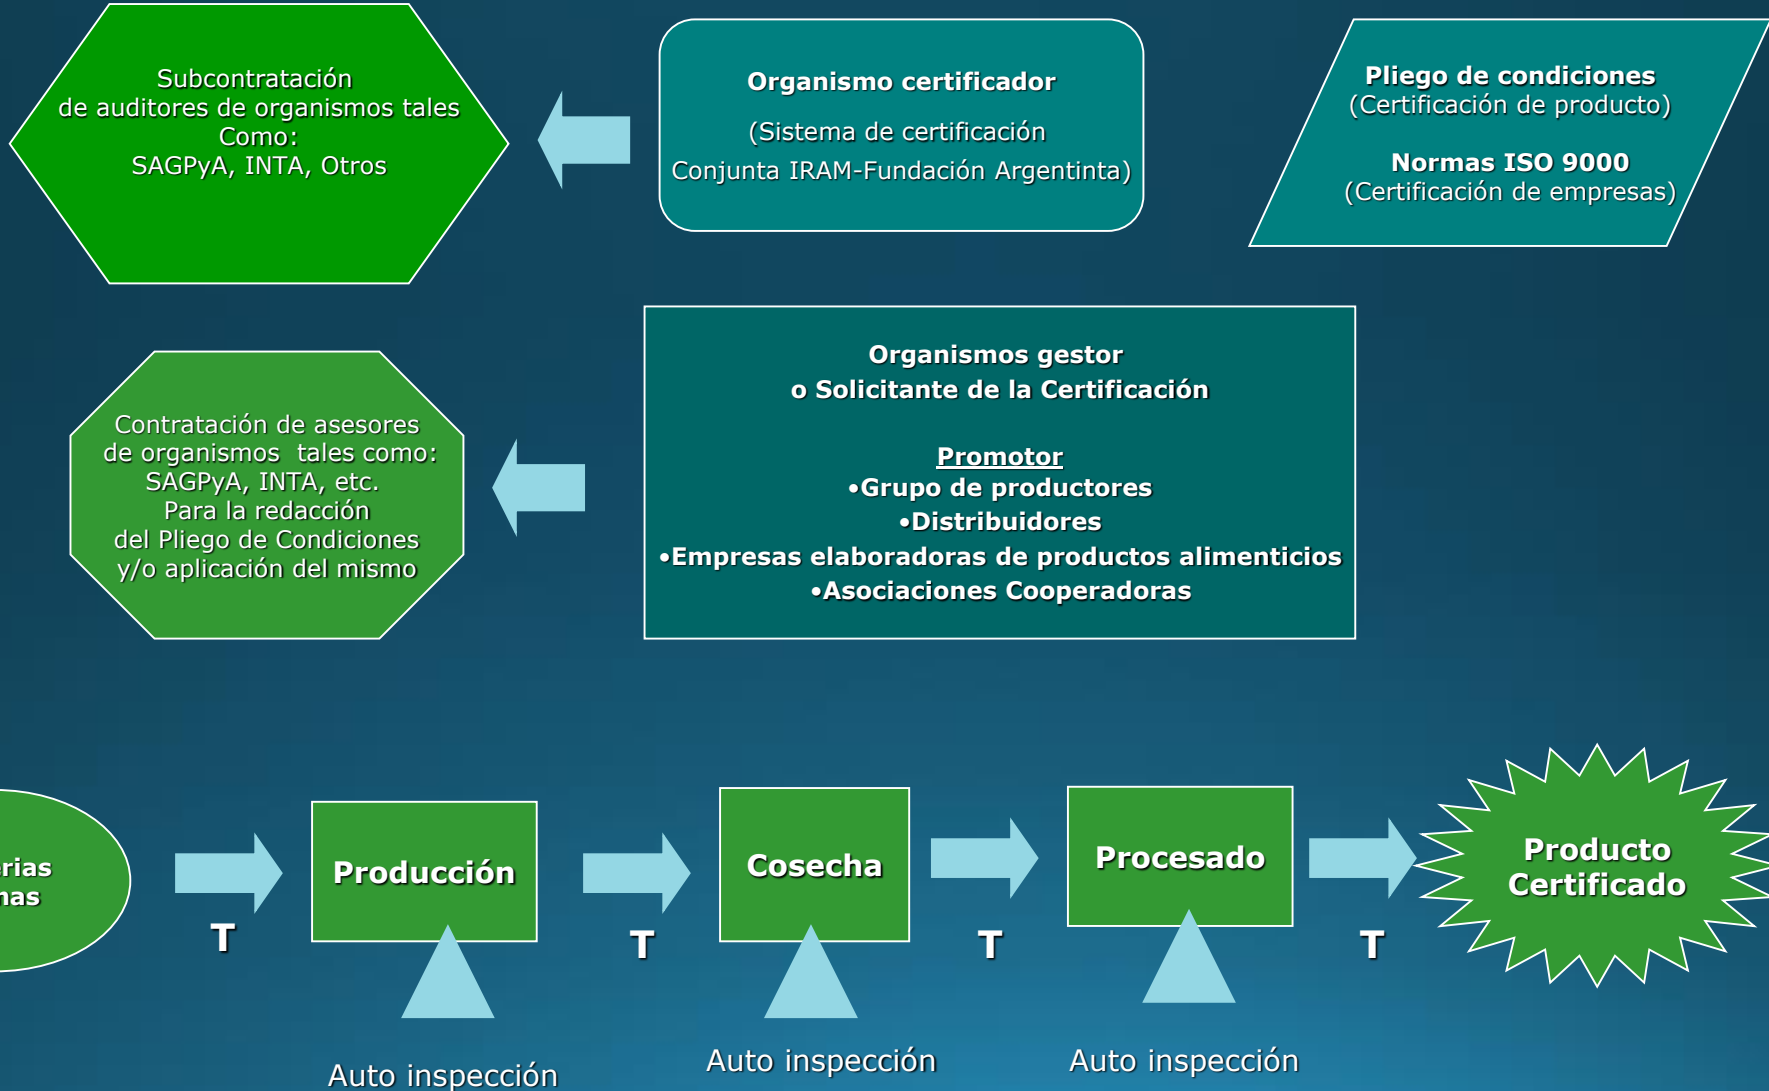 Subcontratación
de auditores de organismos tales
Como:
SAGPyA, INTA, Otros
Organismo certificador
(Sistema de certificación
Conjunta IRAM-Fundación Argentinta)
Pliego de condiciones
(Certificación de producto)
Normas ISO 9000
(Certificación de empresas)
Contratación de asesores
de organismos tales como:
SAGPyA, INTA, etc.
Para la redacción
del Pliego de Condiciones
y/o aplicación del mismo
Organismos gestor
o Solicitante de la Certificación
Promotor
•Grupo de productores
•Distribuidores
•Empresas elaboradoras de productos alimenticios
•Asociaciones Cooperadoras
T
Producción
T
Cosecha
T
Procesado
T
Producto
Certificado
Auto inspección
Auto inspección
Auto inspección